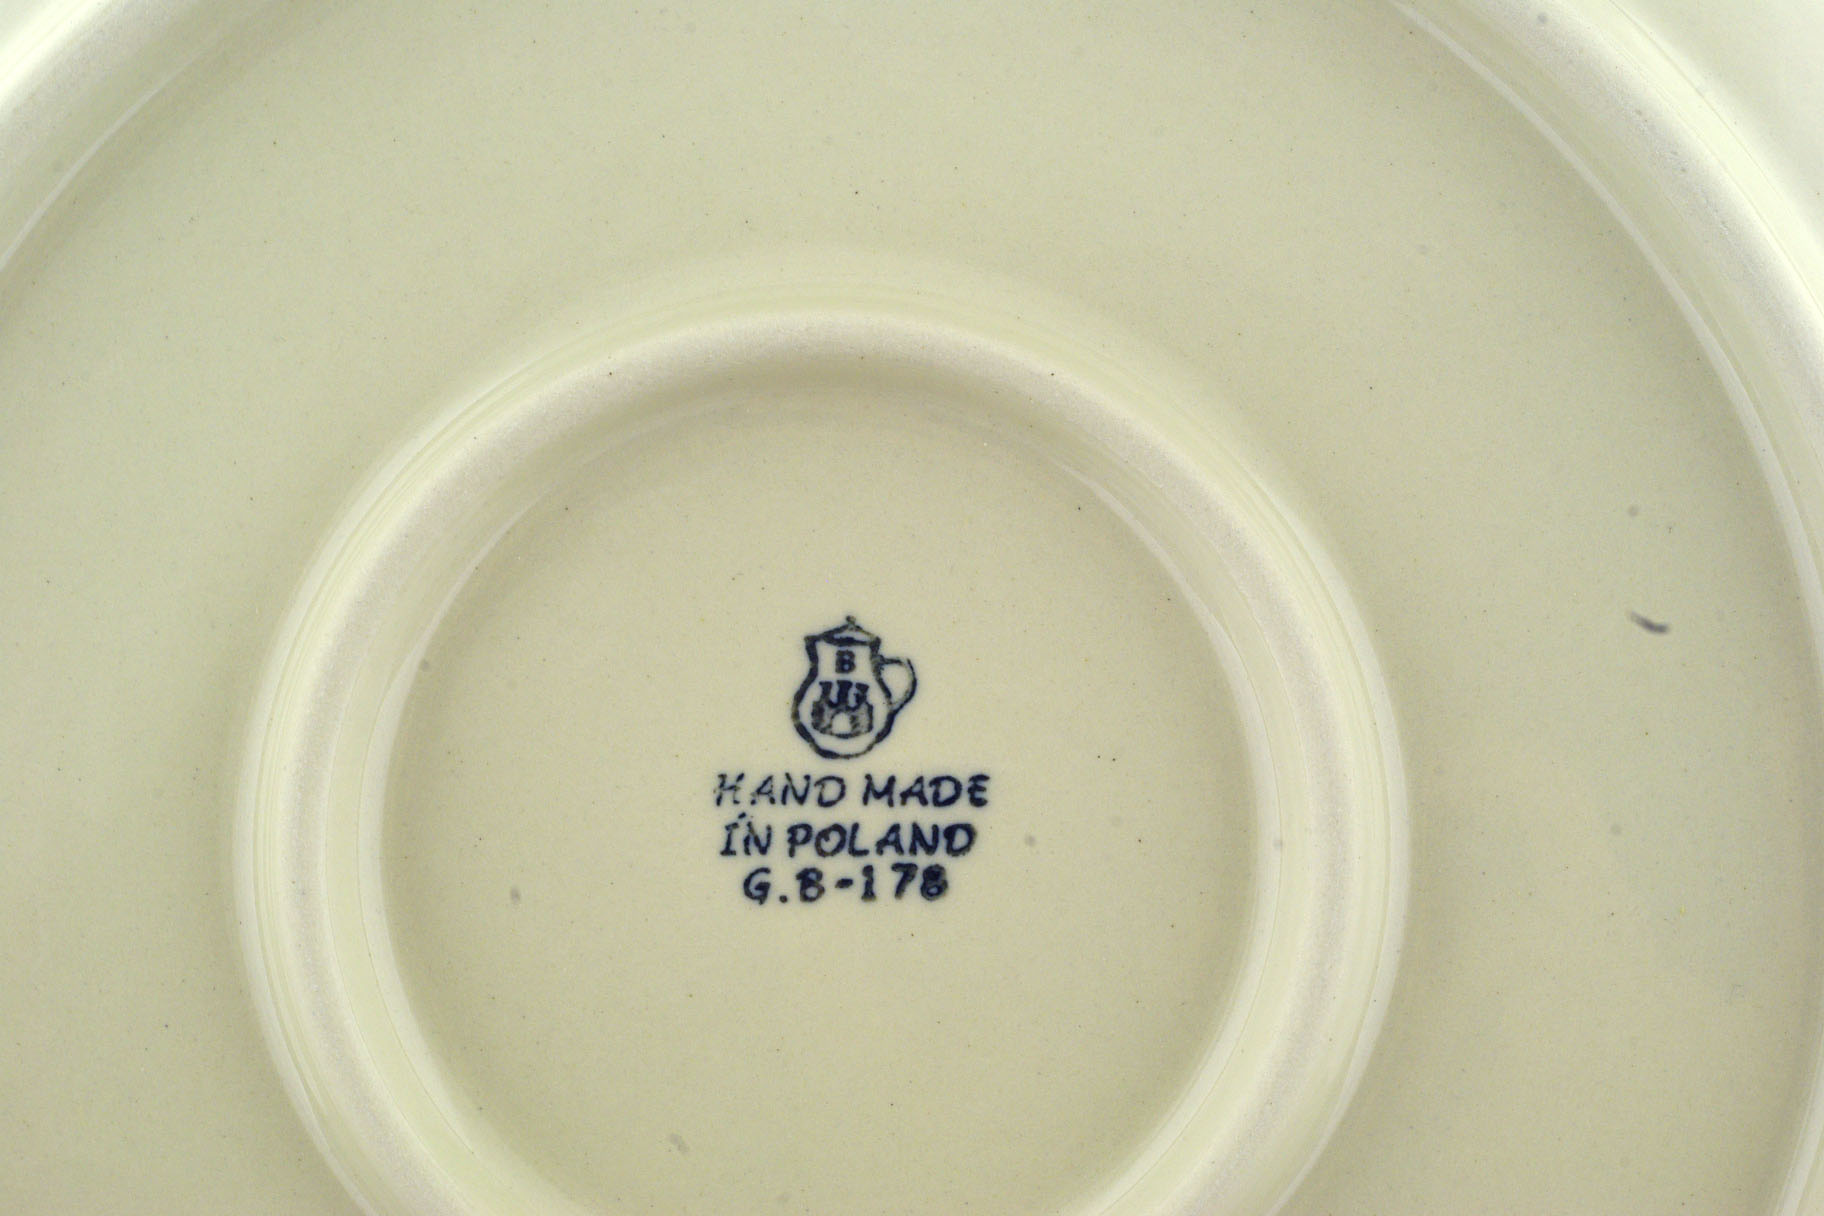 B
HAND MADE
IN POLAND
G.B-178